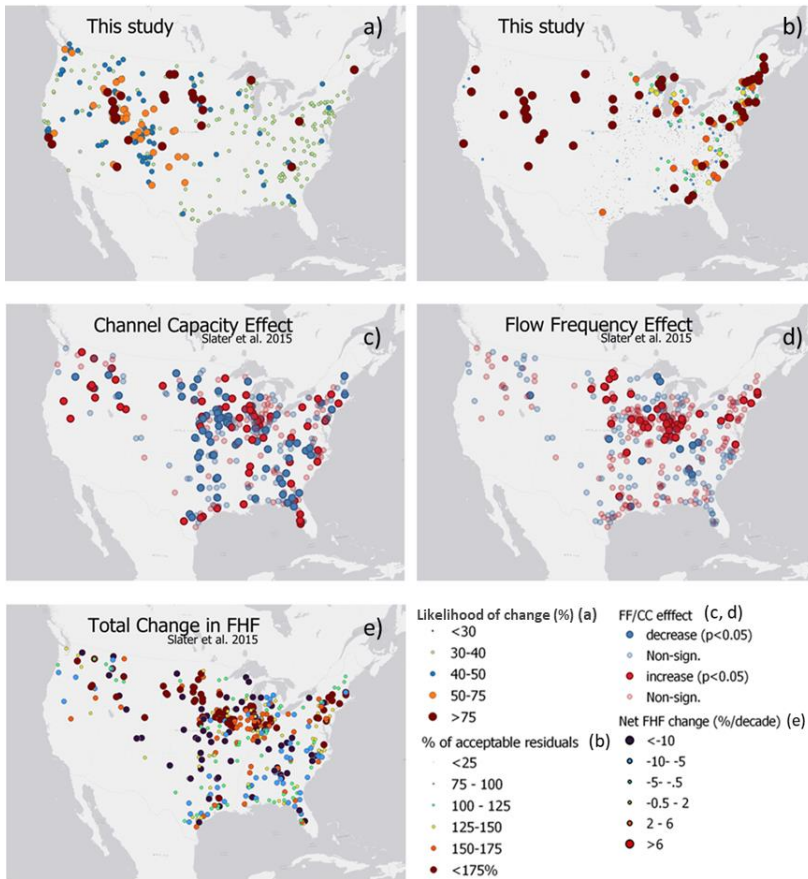 This study
a)
This study
b)
Channel Capacity Effect
Slater et al. 2015
c)
Flow Frequency Effect
Slater et al. 2015
d)
Total Change in FHF
Slater et al. 2015
e)
Likelihood of change (%) (a)
<30
30-40
40-50
50-75
>75
% of acceptable residuals (b)
<25
75 - 100
100 - 125
125-150
150-175
<175%
FF/CC efffect (c, d)
decrease (p<0.05)
Non-sign.
increase (p<0.05)
Non-sign.
Net FHF change (%/decade) (e)
<-10
-10- -5
-5- -.5
-0.5 - 2
2 - 6
>6